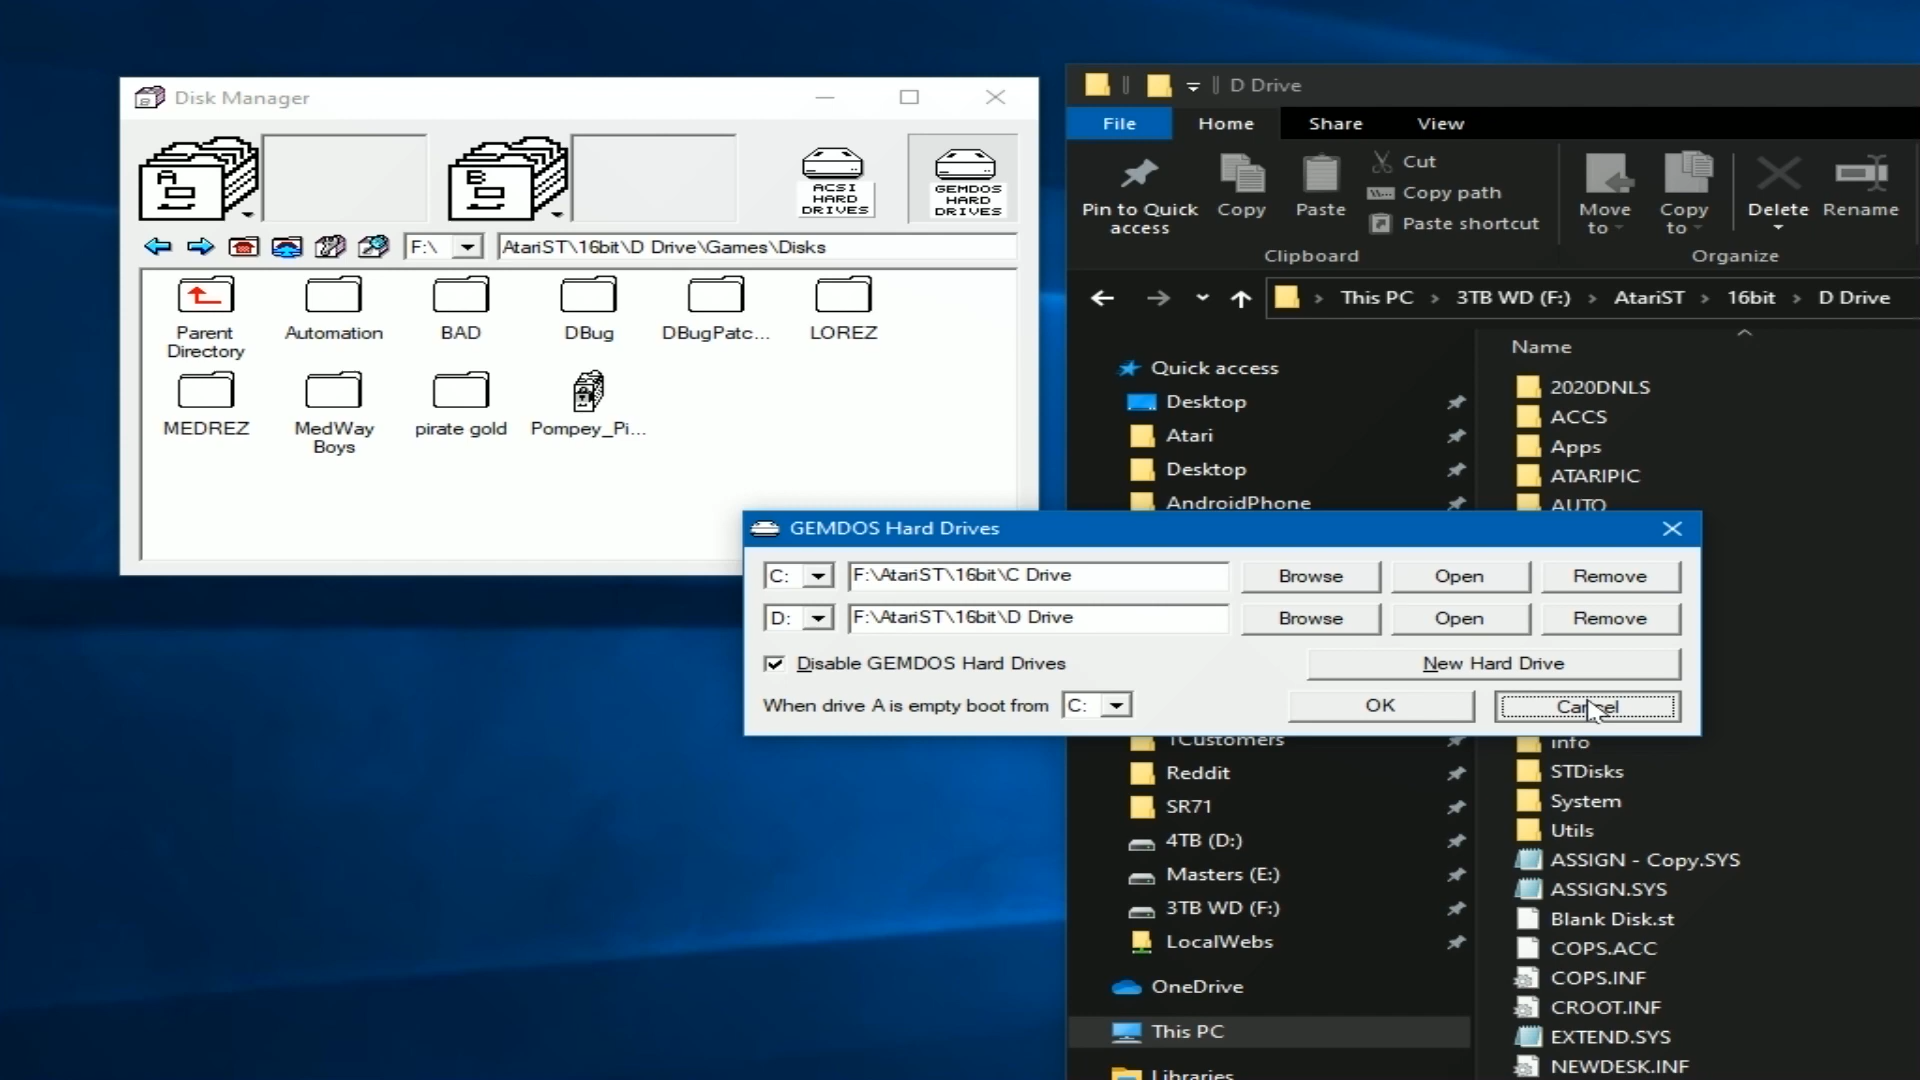 Disk Manager
A
B
ACSI
HARD
DRIVES
GEMDOS
HARD
DRIVES
F:\
AtariST\16bit\D Drive\Games\Disks
Parent
Directory
Automation
BAD
DBug
DBugPatc...
LOREZ
MEDREZ
MedWay
Boys
pirate gold
Pompey_Pi...
D Drive
File
Home
Share
View
Pin to Quick
access
Copy
Paste
Cut
Copy path
Paste shortcut
Clipboard
Move
to
Copy
to
Delete
Rename
Organize
This PC
3TB WD (F:)
AtariST
16bit
D Drive
Quick access
Desktop
Atari
Desktop
AndroidPhone
Name
2020DNLS
ACCS
Apps
ATARIPIC
AUTO
GEMDOS Hard Drives
C:
F:\AtariST\16bit\C Drive
Browse
Open
Remove
D:
F:\AtariST\16bit\D Drive
Browse
Open
Remove
Disable GEMDOS Hard Drives
New Hard Drive
When drive A is empty boot from
C:
OK
Cancel
Reddit
SR71
4TB (D:)
Masters (E:)
3TB WD (F:)
LocalWebs
OneDrive
This PC
Libraries
info
STDisks
System
Utils
ASSIGN - Copy.SYS
ASSIGN.SYS
Blank Disk.st
COPS.ACC
COPS.INF
CROOT.INF
EXTEND.SYS
NEWDESK.INF